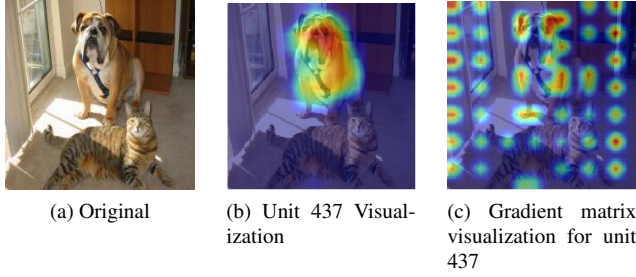 (a) Original
(b) Unit 437 Visual-
ization
(c) Gradient matrix
visualization for unit
437